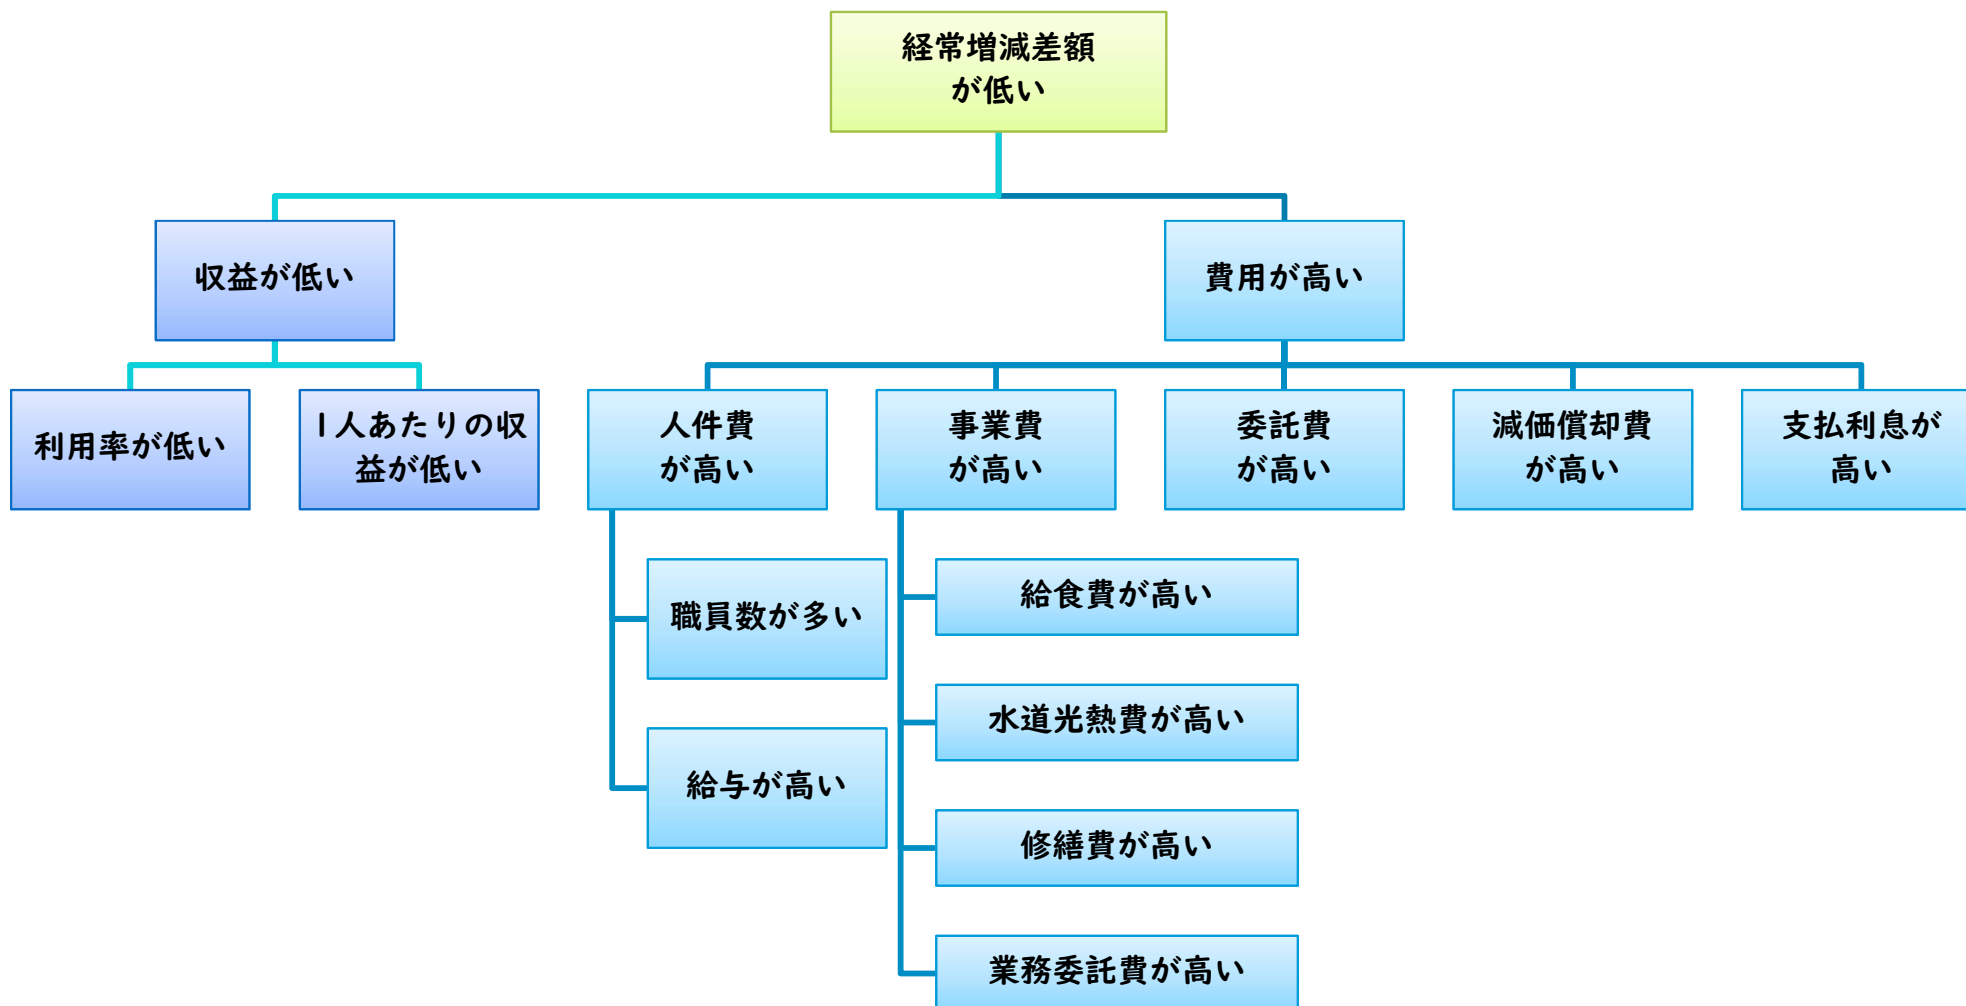 経常増減差額
が低い
収益が低い
費用が高い
利用率が低い
1人あたりの収
益が低い
人件費
が高い
事業費
が高い
委託費
が高い
減価償却費
が高い
支払利息が
高い
職員数が多い
給与が高い
給食費が高い
水道光熱費が高い
修繕費が高い
業務委託費が高い